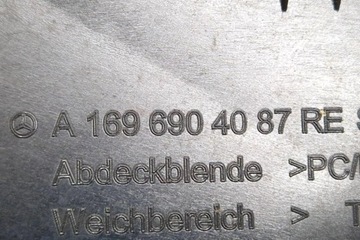 A 169 690 40 87 RE S
Abdeckblende >PC/
Weichbereich > T